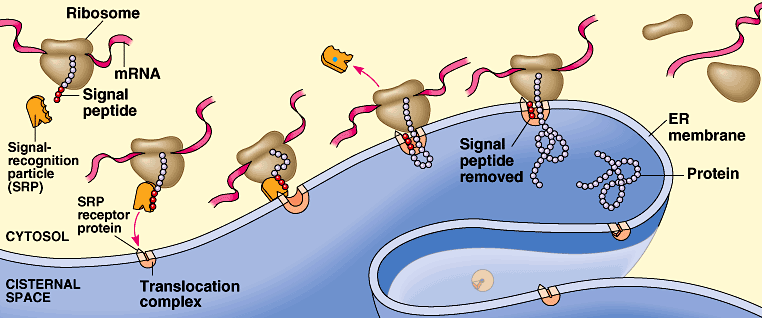 Ribosome
mRNA
Signal
peptide
Signal-
recognition
particle
(SRP)
SRP
receptor
protein
CYTOSOL
CISTERNAL
SPACE
Translocation
complex
Signal
peptide
removed
ER
membrane
Protein